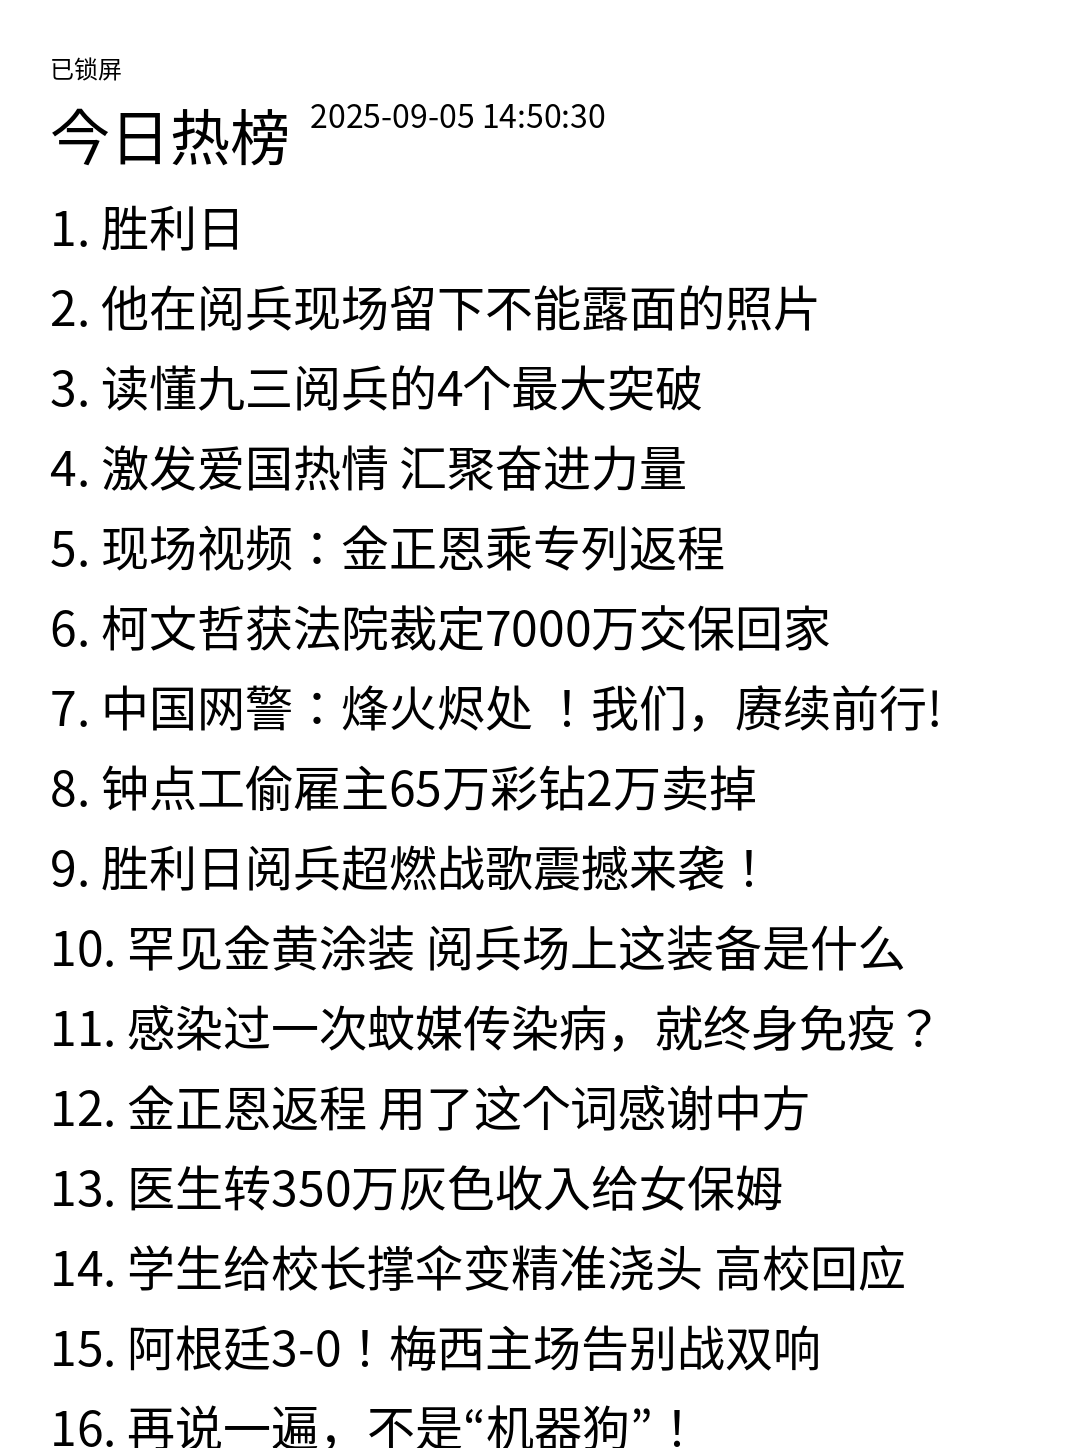 已锁屏
今日热榜 2025-09-05 14:50:30
1. 胜利日
2. 他在阅兵现场留下不能露面的照片
3. 读懂九三阅兵的4个最大突破
4. 激发爱国热情 汇聚奋进力量
5. 现场视频：金正恩乘专列返程
6. 柯文哲获法院裁定7000万交保回家
7. 中国网警：烽火烬处 ！我们，赓续前行!
8. 钟点工偷雇主65万彩钻2万卖掉
9. 胜利日阅兵超燃战歌震撼来袭！
10. 罕见金黄涂装 阅兵场上这装备是什么
11. 感染过一次蚊媒传染病，就终身免疫？
12. 金正恩返程 用了这个词感谢中方
13. 医生转350万灰色收入给女保姆
14. 学生给校长撑伞变精准浇头 高校回应
15. 阿根廷3-0！梅西主场告别战双响
16. 再说一遍，不是“机器狗”！